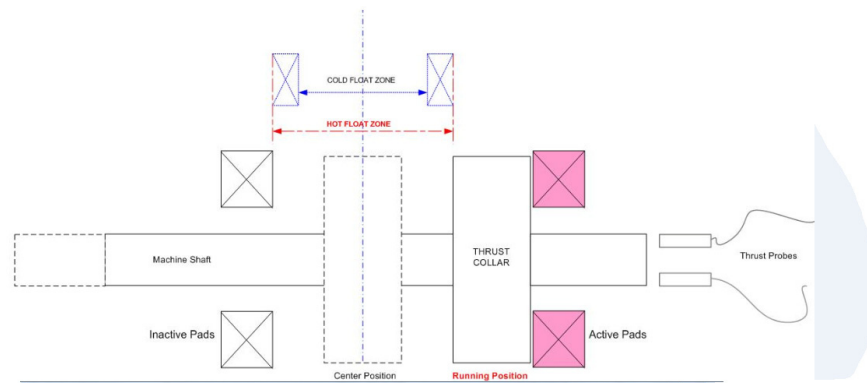 COLD FLOAT ZONE
HOT FLOAT ZONE
Machine Shaft
THRUST
COLLAR
Thrust Probes
Inactive Pads
Active Pads
Center Position
Running Position